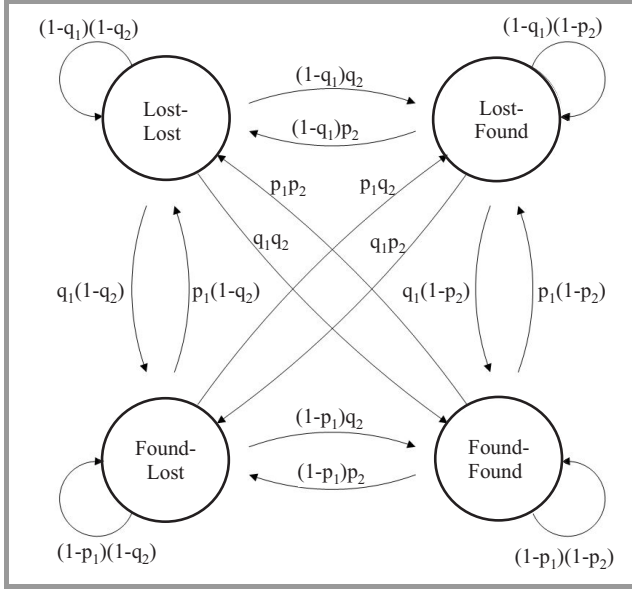 (1-q₁)(1-q₂)
(1-q₁)(1-p₂)
(1-q₁)q₂
Lost-
Lost
Lost-
Found
(1-q₁)p₂
p₁p₂
p₁q₂
q₁q₂
q₁p₂
q₁(1-q₂)
p₁(1-q₂)
q₁(1-p₂)
p₁(1-p₂)
(1-p₁)q₂
Found-
Lost
Found-
Found
(1-p₁)p₂
(1-p₁)(1-q₂)
(1-p₁)(1-p₂)